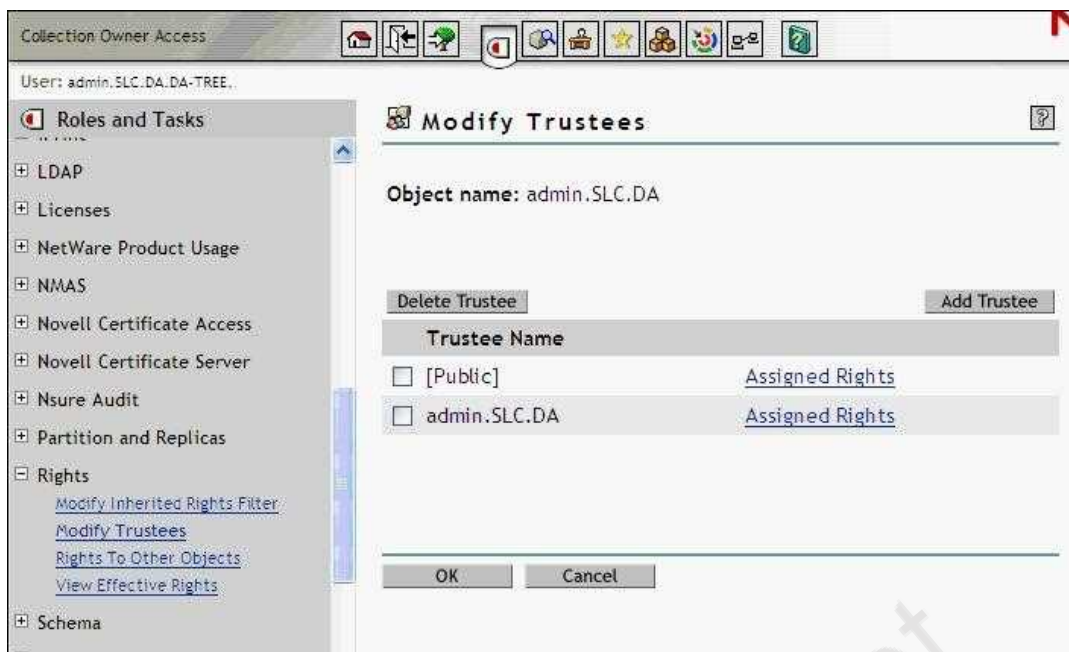 Collection Owner Access
User: admin.SLC.DA.DA-TREE.
Roles and Tasks
LDAP
Licenses
NetWare Product Usage
NMAS
Novell Certificate Access
Novell Certificate Server
Nsure Audit
Partition and Replicas
Rights
Modify Inherited Rights Filter
Modify Trustees
Rights To Other Objects
View Effective Rights
Schema
Modify Trustees
?
Object name: admin.SLC.DA
Delete Trustee Add Trustee
Trustee Name
[Public] Assigned Rights
admin.SLC.DA Assigned Rights
OK Cancel